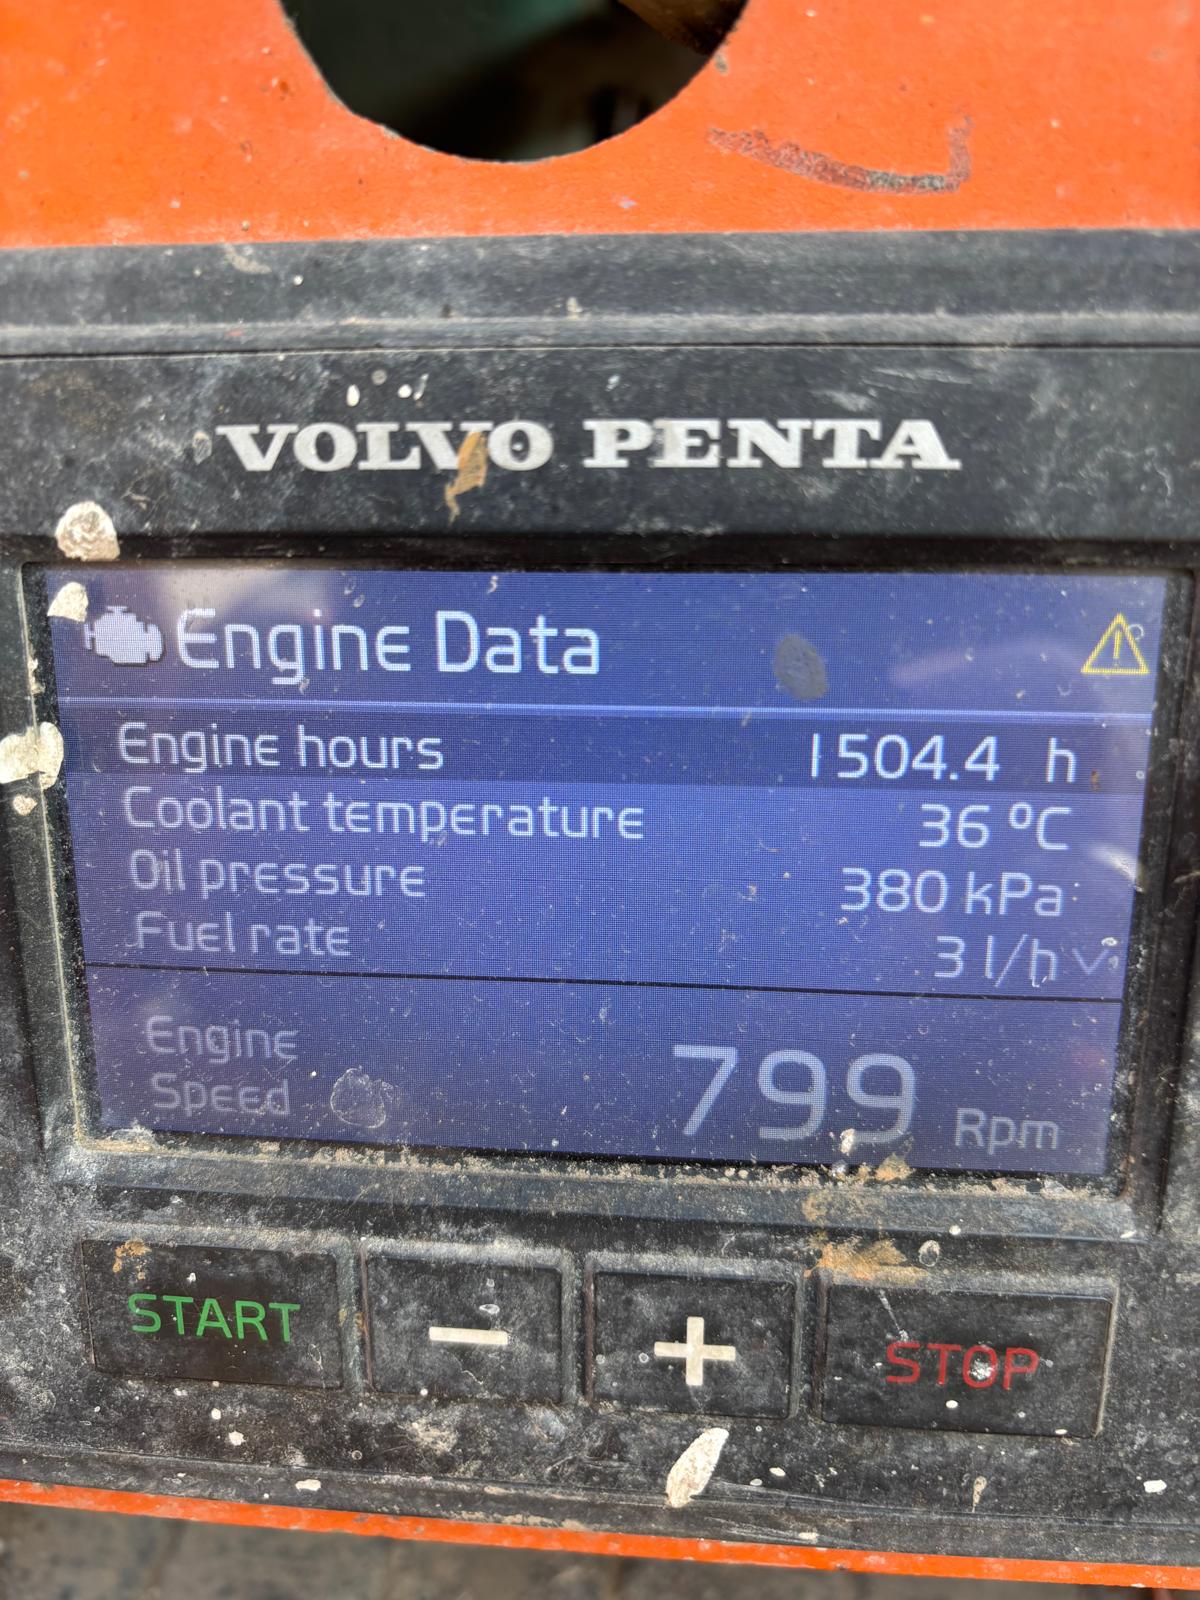 VOLVO PENTA
Engine Data
Engine hours 1504.4 h
Coolant temperature 36 ºC
Oil pressure 380 kPa
Fuel rate 3 l/h
Engine Speed 799 Rpm
START − + STOP